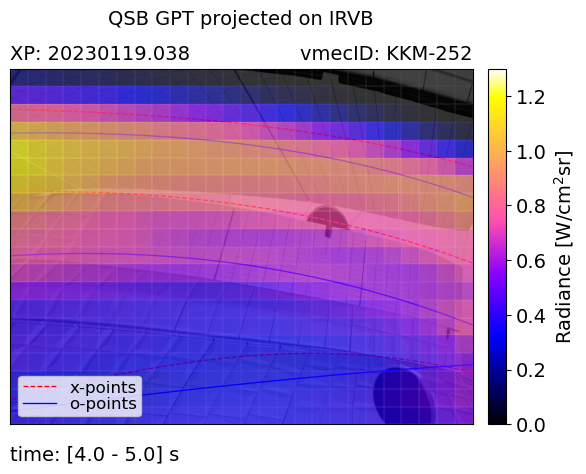 QSB GPT projected on IRVB
XP: 20230119.038 vmecID: KKM-252
1.2
1.0
0.8
0.6
0.4
0.2
0.0
Radiance [W/cm²sr]
x-points
o-points
time: [4.0 - 5.0] s